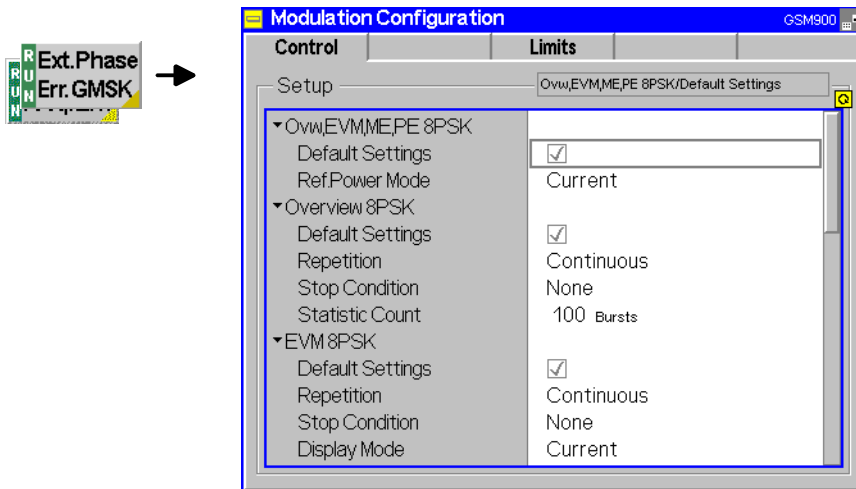 RUN
Ext.Phase
RUN
Err. GMSK
Modulation Configuration
GSM900
Control
Limits
Setup
Ovw,EVM,ME,PE 8PSK/Default Settings
Ovw,EVM,ME,PE 8PSK
Default Settings
Ref.Power Mode Current
Overview 8PSK
Default Settings
Repetition Continuous
Stop Condition None
Statistic Count 100 Bursts
EVM 8PSK
Default Settings
Repetition Continuous
Stop Condition None
Display Mode Current